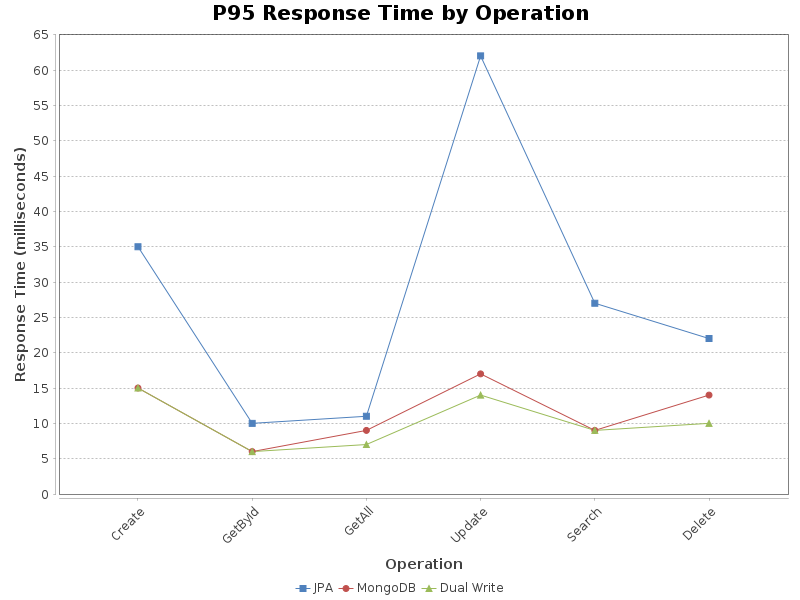 P95 Response Time by Operation
Response Time (milliseconds)
65
60
55
50
45
40
35
30
25
20
15
10
5
0
Create
GetById
GetAll
Update
Search
Delete
Operation
JPA MongoDB Dual Write